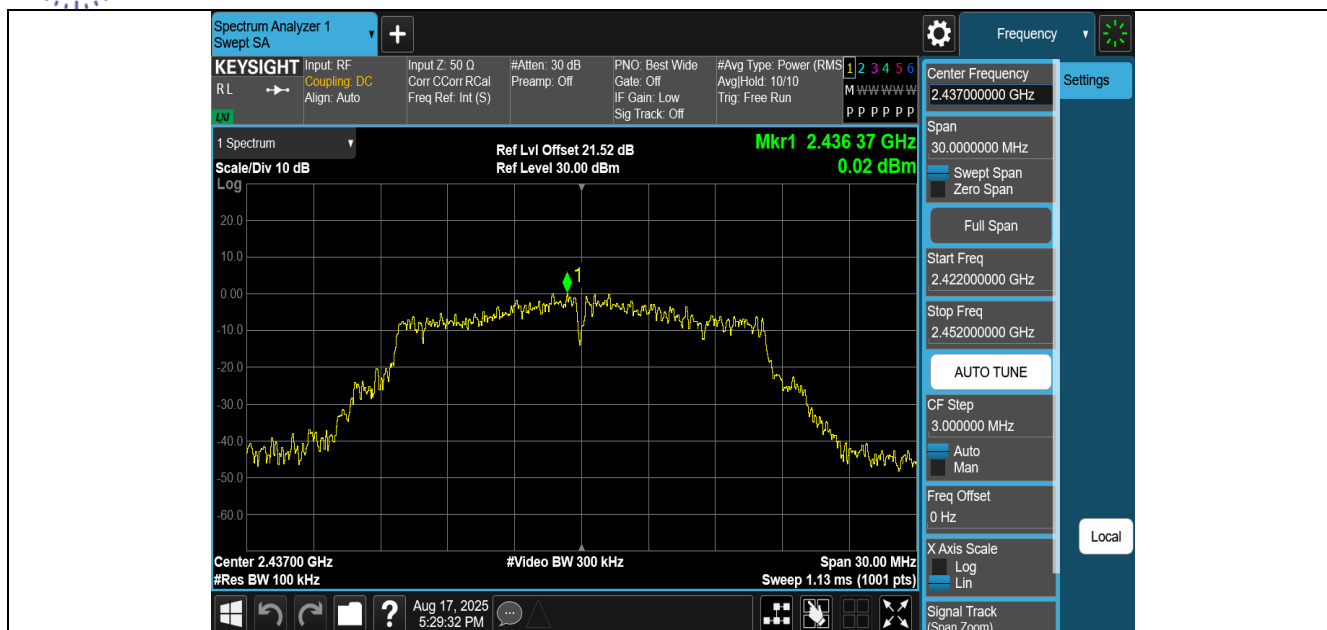 Spectrum Analyzer 1
Swept SA
+
Frequency
KEYSIGHT
RL
LXI
Input: RF
Coupling: DC
Align: Auto
Input Z: 50 Ω
Corr CCorr RCal
Freq Ref: Int (S)
#Atten: 30 dB
Preamp: Off
PNO: Best Wide
Gate: Off
IF Gain: Low
Sig Track: Off
#Avg Type: Power (RMS
Avg|Hold: 10/10
Trig: Free Run
1 2 3 4 5 6
M W W W W W
P P P P P P
1 Spectrum
Scale/Div 10 dB
Ref Lvl Offset 21.52 dB
Ref Level 30.00 dBm
Mkr1 2.436 37 GHz
0.02 dBm
Log
20.0
10.0
0.00
-10.0
-20.0
-30.0
-40.0
-50.0
-60.0
1
Center 2.43700 GHz
#Res BW 100 kHz
#Video BW 300 kHz
Span 30.00 MHz
Sweep 1.13 ms (1001 pts)
Center Frequency
2.437000000 GHz
Span
30.0000000 MHz
Swept Span
Zero Span
Full Span
Start Freq
2.422000000 GHz
Stop Freq
2.452000000 GHz
AUTO TUNE
CF Step
3.000000 MHz
Auto
Man
Freq Offset
0 Hz
X Axis Scale
Log
Lin
Signal Track
(Span Zoom)
Settings
Local
?
Aug 17, 2025
5:29:32 PM